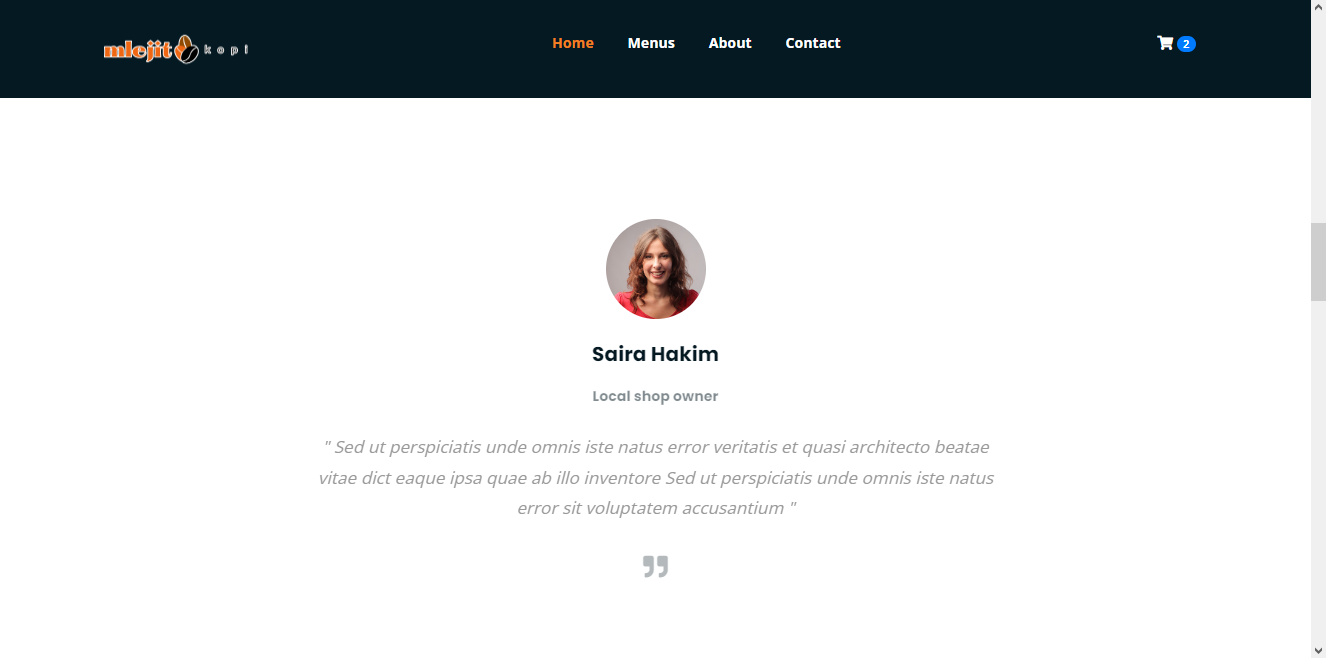 mlejit kopi
Home Menus About Contact
2
Saira Hakim
Local shop owner
" Sed ut perspiciatis unde omnis iste natus error veritatis et quasi architecto beatae
vitae dict eaque ipsa quae ab illo inventore Sed ut perspiciatis unde omnis iste natus
error sit voluptatem accusantium "